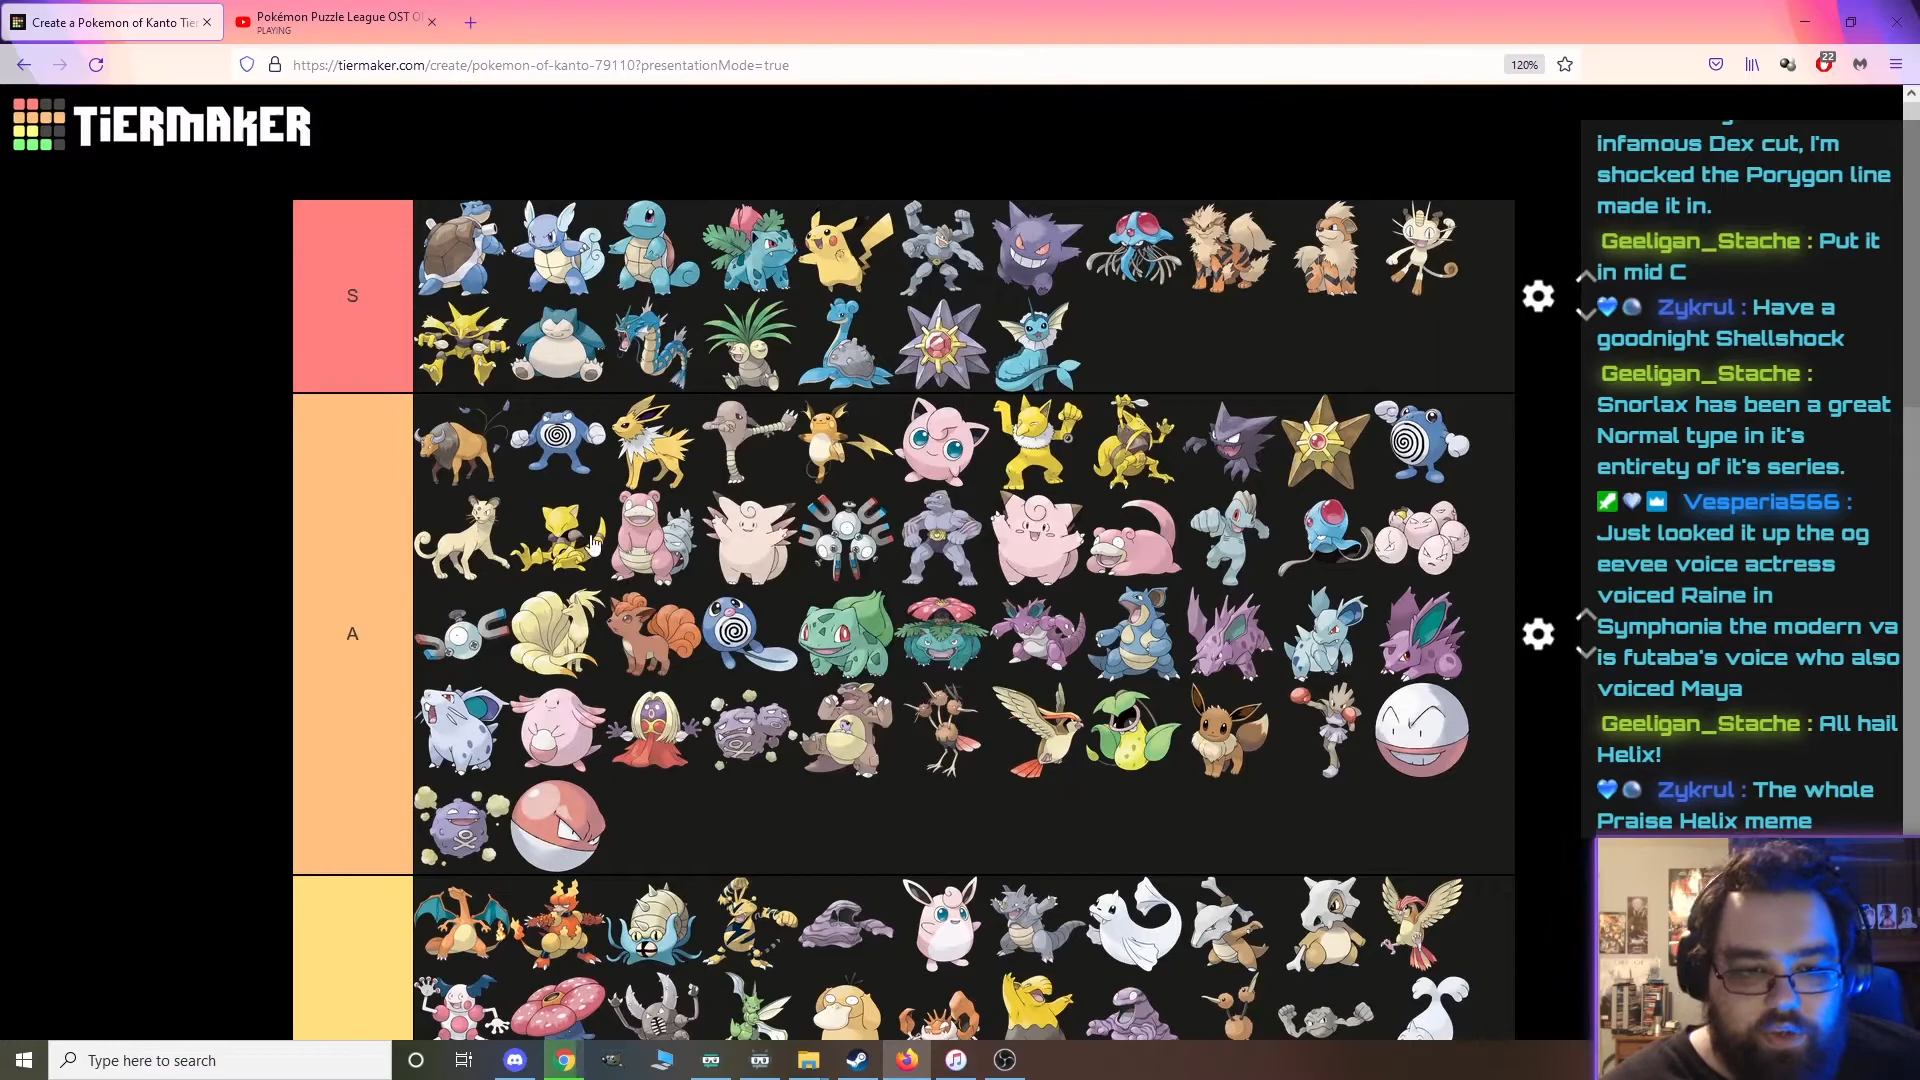 Create a Pokemon of Kanto Tie
Pokémon Puzzle League OST O
PLAYING
https://tiermaker.com/create/pokemon-of-kanto-79110?presentationMode=true
120%
22
TiERMAKER
S
A
infamous Dex cut, I'm
shocked the Porygon line
made it in.
Geeligan_Stache : Put it
in mid C
Zykrul : Have a
goodnight Shellshock
Geeligan_Stache :
Snorlax has been a great
Normal type in it's
entirety of it's series.
Vesperia566 :
Just looked it up the og
eevee voice actress
voiced Raine in
Symphonia the modern va
is futaba's voice who also
voiced Maya
Geeligan_Stache : All hail
Helix!
Zykrul : The whole
Praise Helix meme
Type here to search